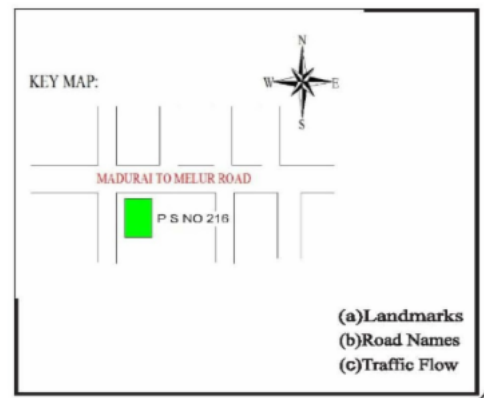 N
KEY MAP:
W E
S
MADURAI TO MELUR ROAD
P S NO 216
(a)Landmarks
(b)Road Names
(c)Traffic Flow